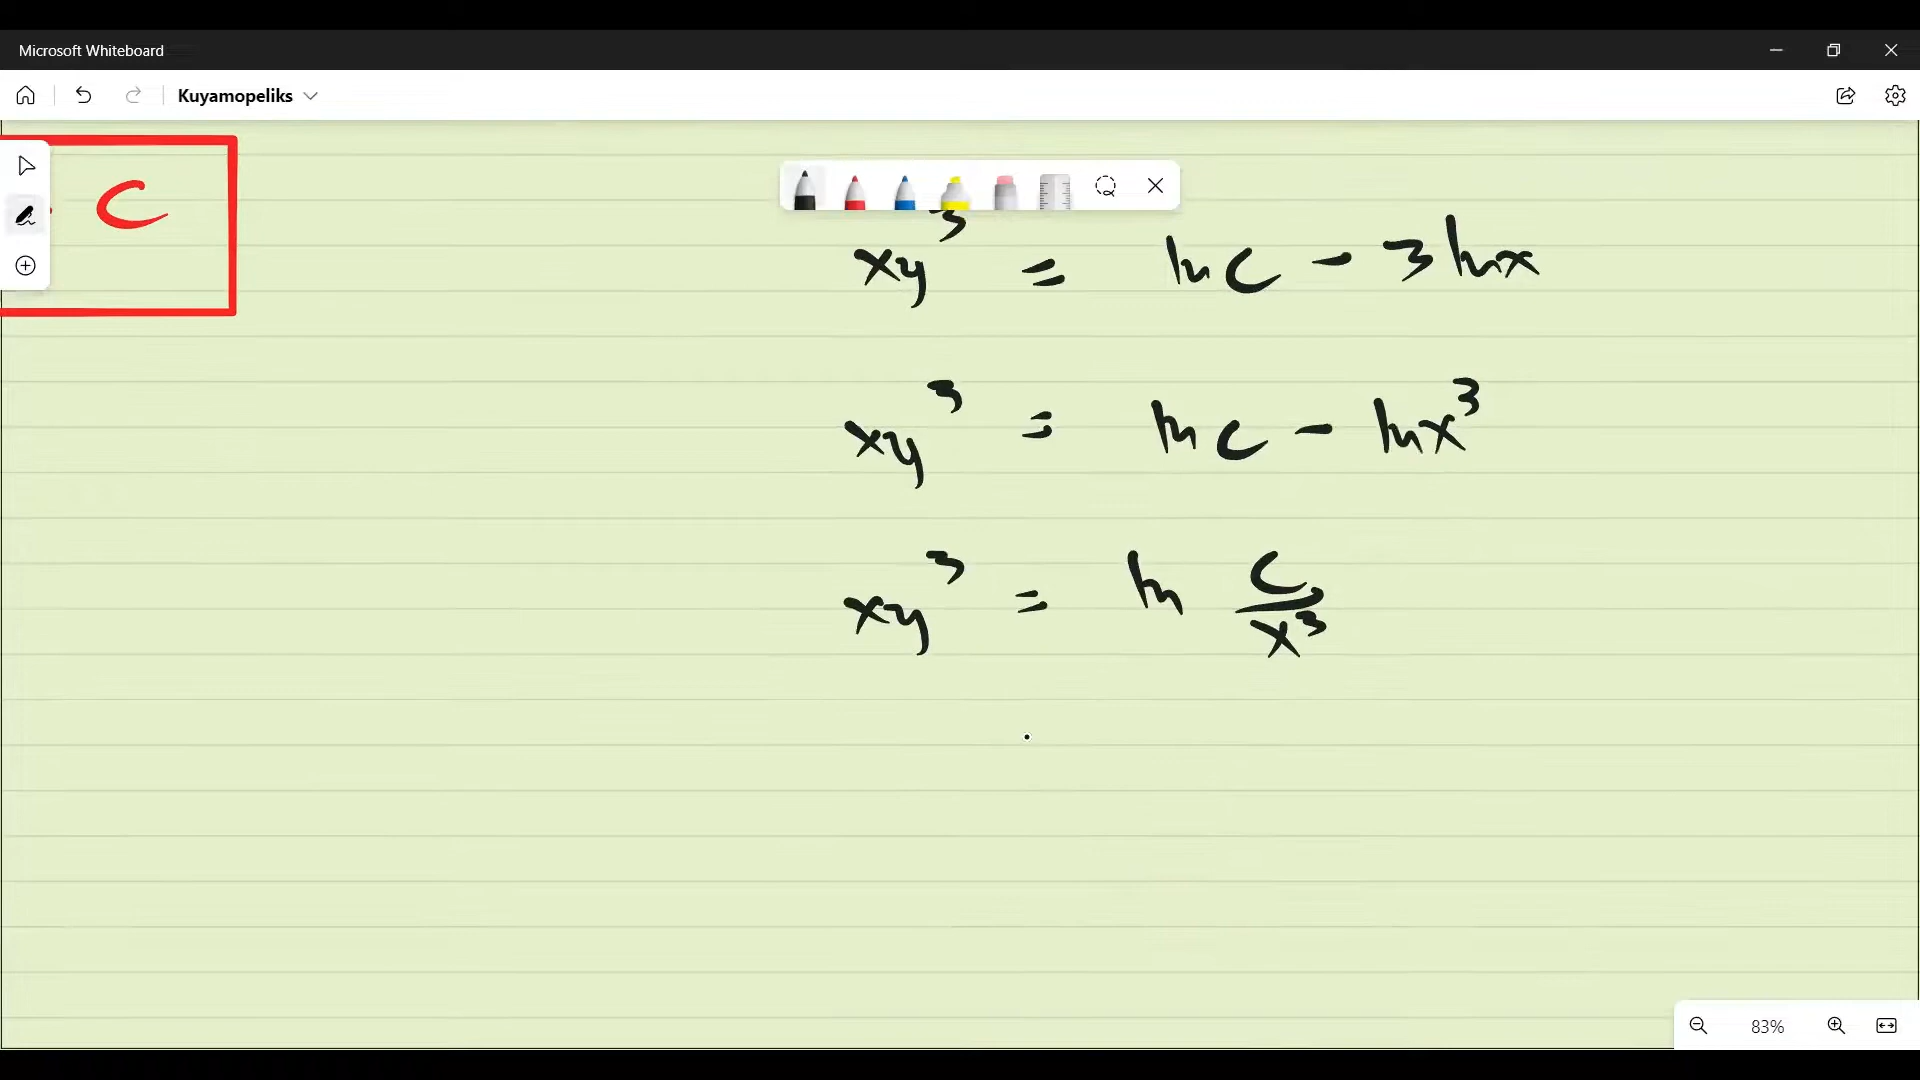 Microsoft Whiteboard
Kuyamopeliks
C
xy³ = ln C - 3 ln x
xy³ = ln C - ln x³
xy³ = ln C/x³
83%